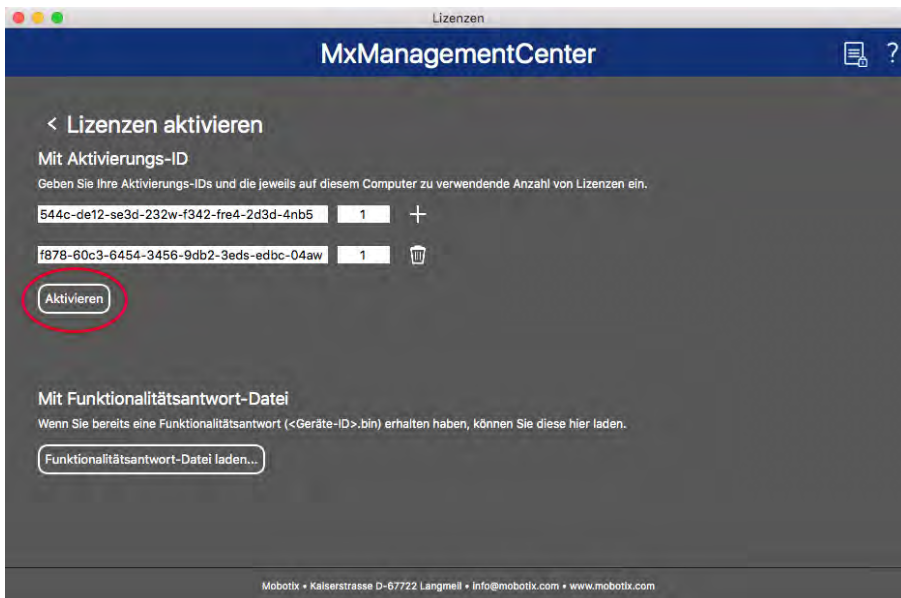 Lizenzen
MxManagementCenter
?
< Lizenzen aktivieren
Mit Aktivierungs-ID
Geben Sie Ihre Aktivierungs-IDs und die jeweils auf diesem Computer zu verwendende Anzahl von Lizenzen ein.
544c-de12-se3d-232w-f342-fre4-2d3d-4nb5 1 +
f878-60c3-6454-3456-9db2-3eds-edbc-04aw 1
Aktivieren
Mit Funktionalitätsantwort-Datei
Wenn Sie bereits eine Funktionalitätsantwort (<Geräte-ID>.bin) erhalten haben, können Sie diese hier laden.
Funktionalitätsantwort-Datei laden...
Mobotix • Kaiserstrasse D-67722 Langmeil • info@mobotix.com • www.mobotix.com